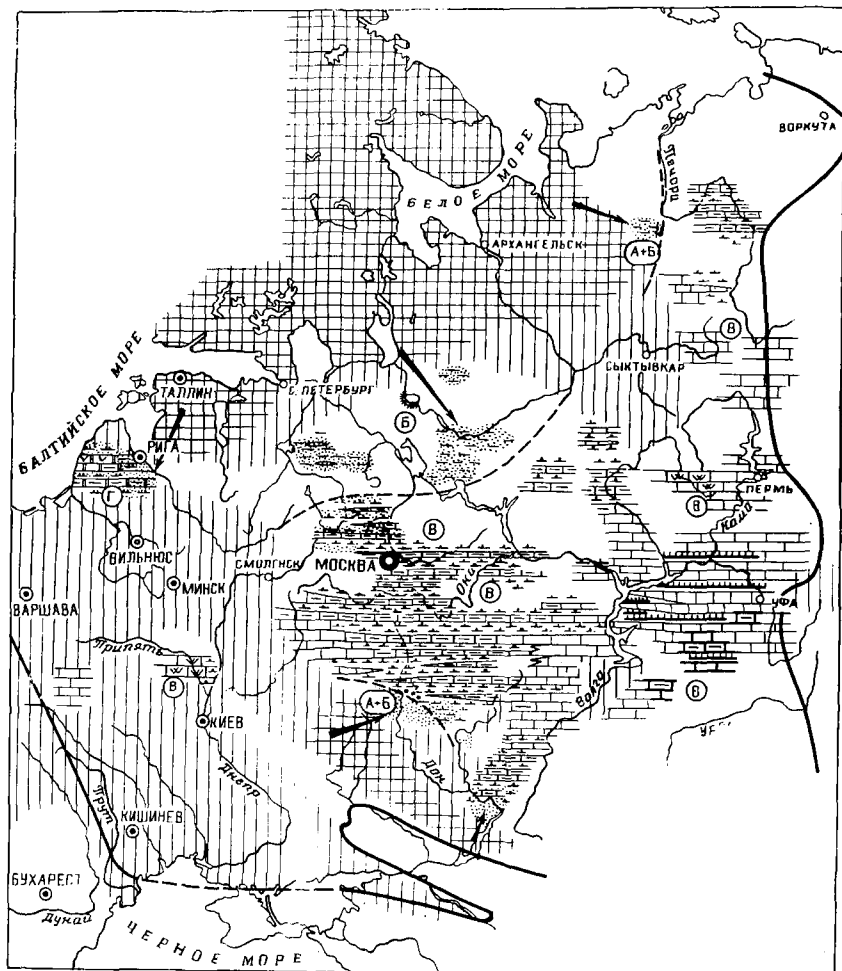 ВОРКУТА
Печора
БЕЛОЕ МОРЕ
АРХАНГЕЛЬСК
А+Б
В
СЫКТЫВКАР
БАЛТИЙСКОЕ МОРЕ
ТАЛЛИН
С. ПЕТЕРБУРГ
Б
РИГА
Г
ПЕРМЬ
В
Кама
В
ВИЛЬНЮС
СМОЛЕНСК
МОСКВА
Ока
В
МИНСК
ВАРШАВА
УФА
Припять
В
В
Волга
А+Б
КИЕВ
Дон
Днепр
Прут
КИШИНЕВ
БУХАРЕСТ
Дунай
ЧЕРНОЕ МОРЕ